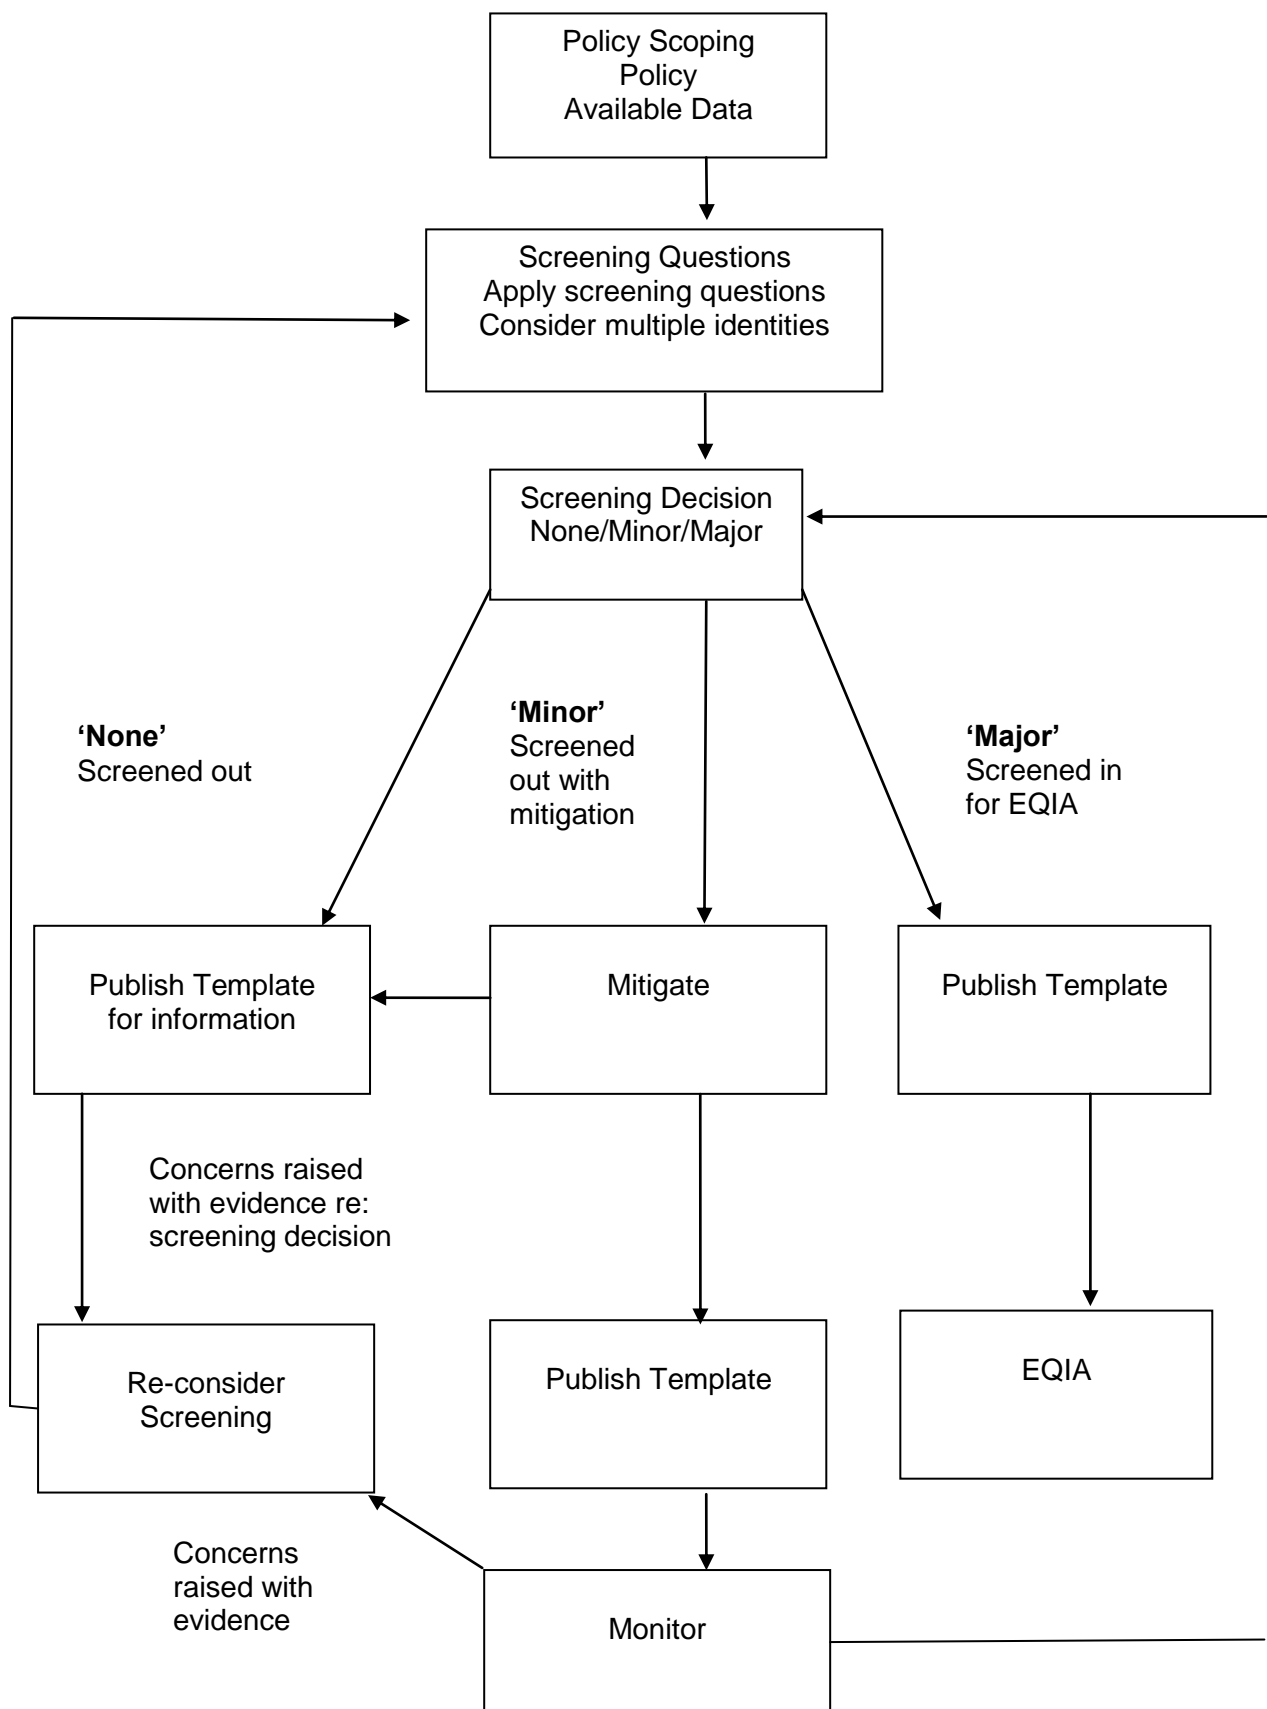 Policy Scoping
Policy
Available Data
Screening Questions
Apply screening questions
Consider multiple identities
Screening Decision
None/Minor/Major
‘None’
Screened out
‘Minor’
Screened
out with
mitigation
‘Major’
Screened in
for EQIA
Publish Template
for information
Mitigate
Publish Template
Concerns raised
with evidence re:
screening decision
Re-consider
Screening
Publish Template
EQIA
Concerns
raised with
evidence
Monitor